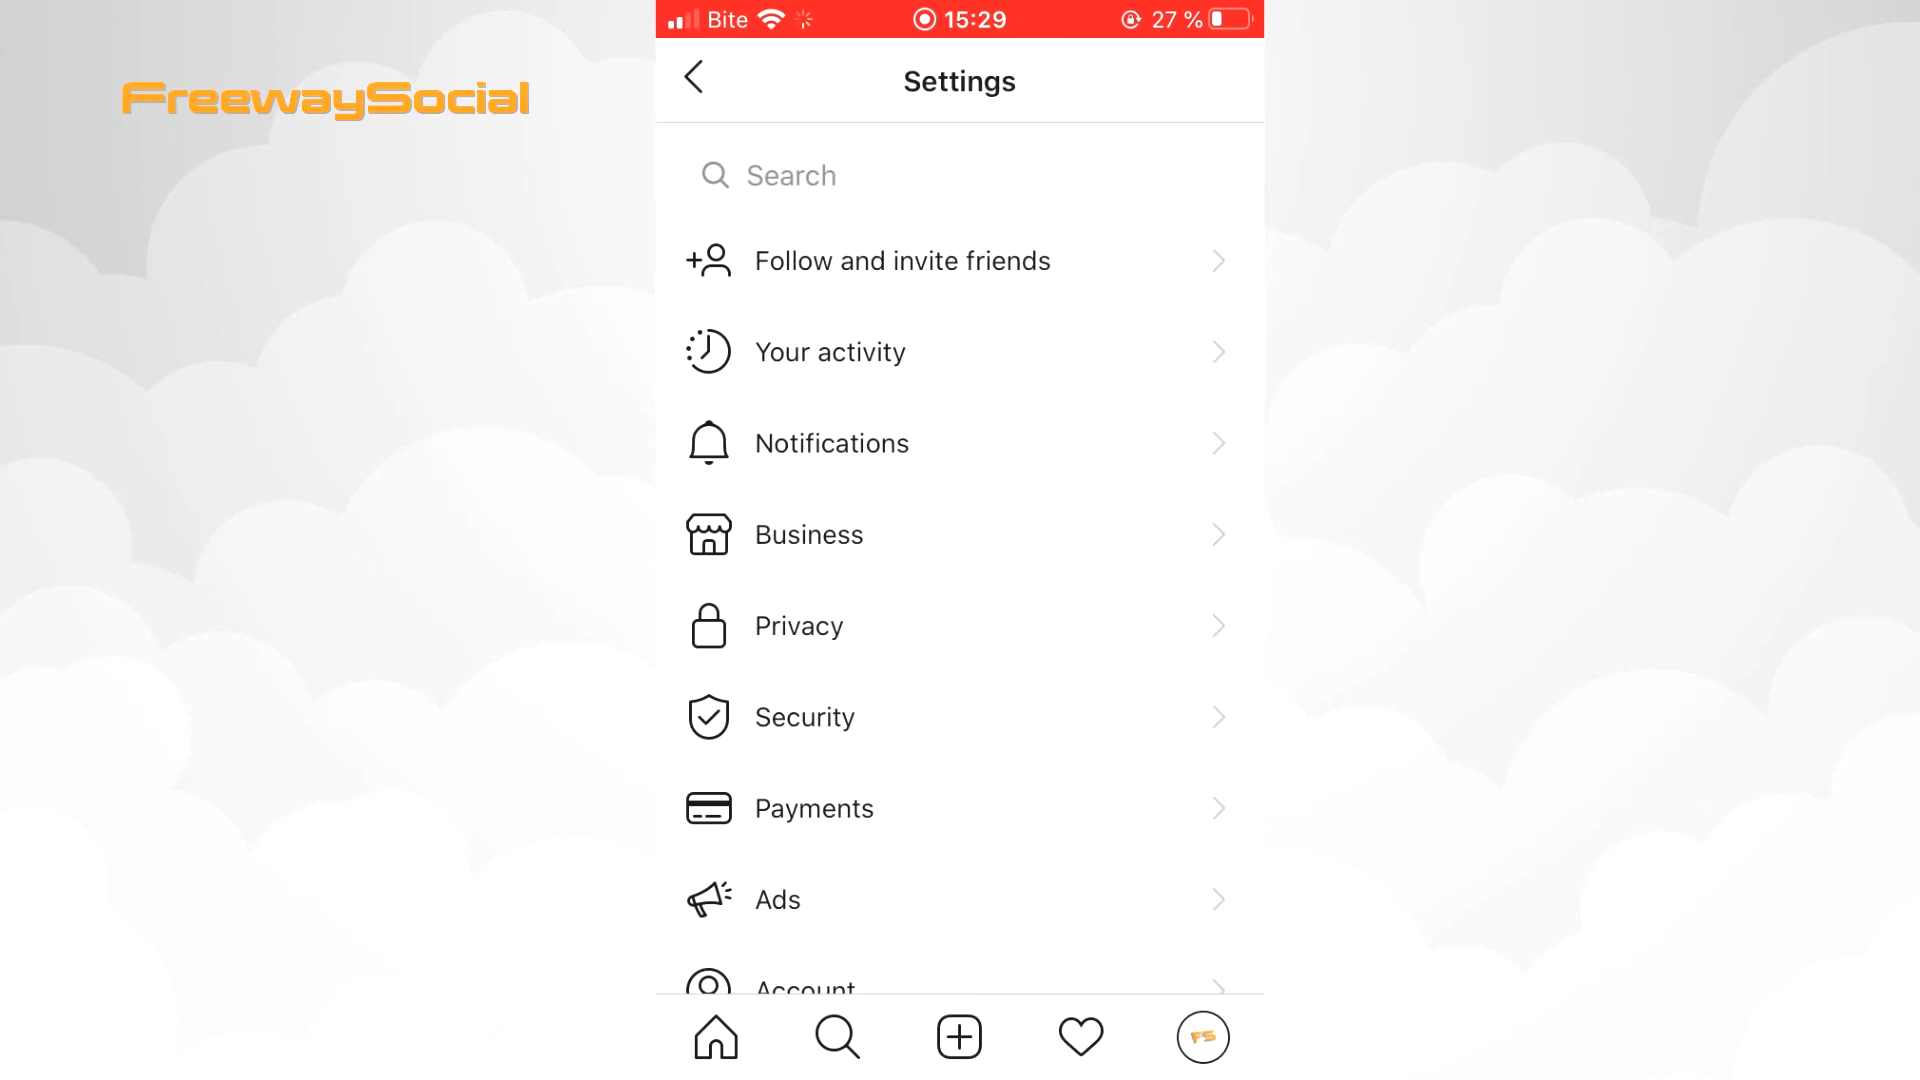 FreewaySocial
Bite 15:29 27 %
Settings
Search
Follow and invite friends
Your activity
Notifications
Business
Privacy
Security
Payments
Ads
Account
FS